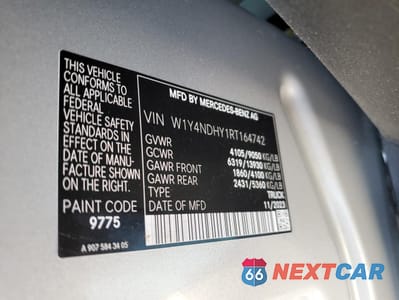 MFD BY MERCEDES-BENZ AG
VIN W1Y4NDHY1RT164742
GVWR 4105/9050 KG/LB
GCWR 6319/13930 KG/LB
GAWR FRONT 1860/4100 KG/LB
GAWR REAR 2431/5360 KG/LB
TYPE TRUCK
DATE OF MFD 11/2023
THIS VEHICLE
CONFORMS TO ALL
APPLICABLE
FEDERAL
VEHICLE SAFETY
STANDARDS IN
EFFECT ON THE
DATE OF MANU-
FACTURE SHOWN
ON THE RIGHT.
PAINT CODE
9775
A 907 584 34 05
66 NEXTCAR